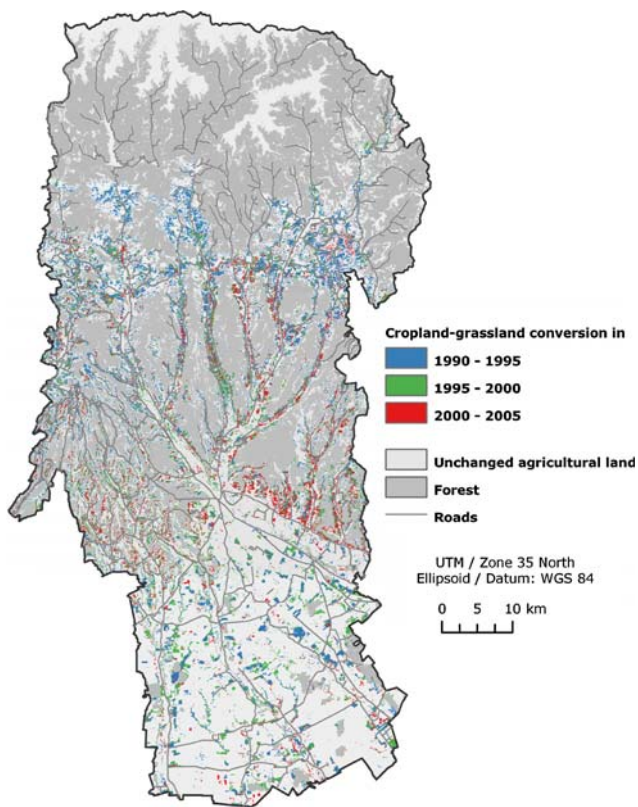 Cropland-grassland conversion in
1990 - 1995
1995 - 2000
2000 - 2005
Unchanged agricultural land
Forest
Roads
UTM / Zone 35 North
Ellipsoid / Datum: WGS 84
0 5 10 km